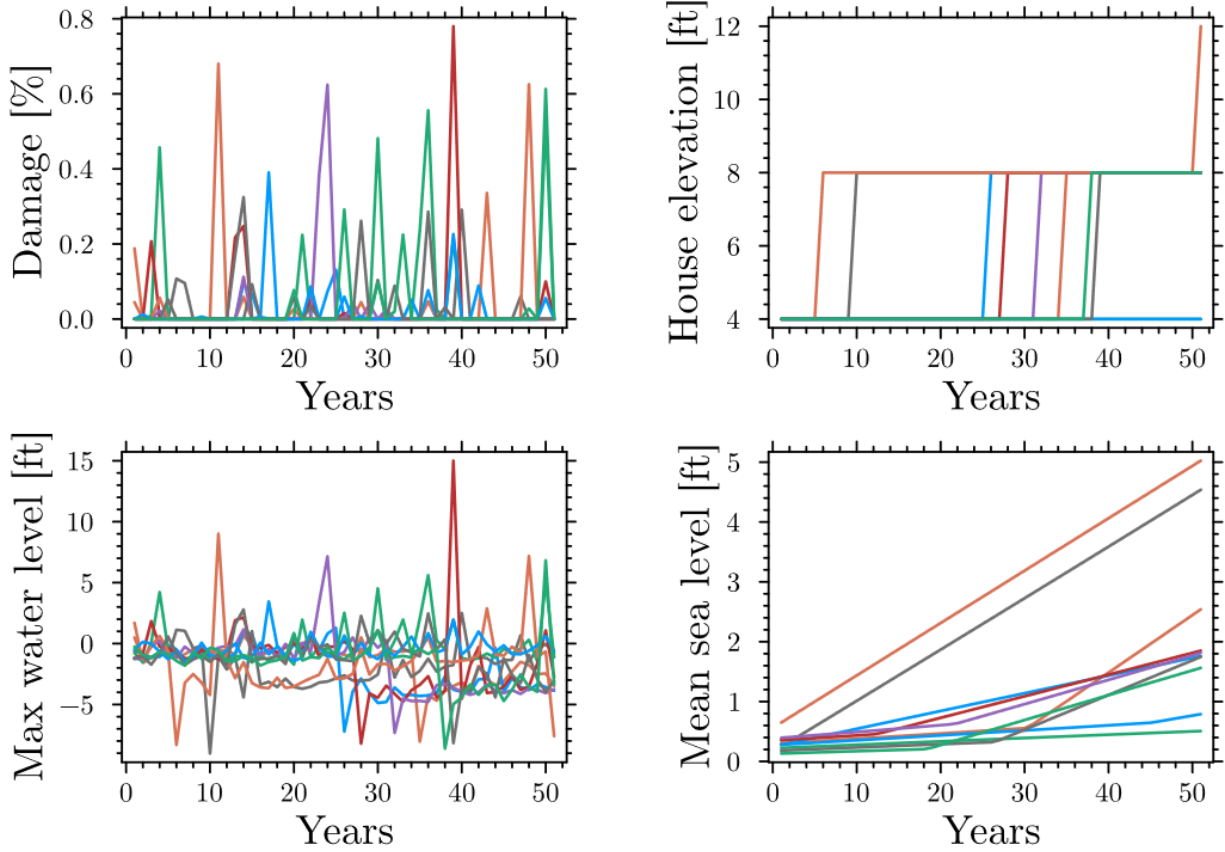 Damage [%]
0.8
0.6
0.4
0.2
0.0
0 10 20 30 40 50
Years
House elevation [ft]
12
10
8
6
4
0 10 20 30 40 50
Years
Max water level [ft]
15
10
5
0
−5
0 10 20 30 40 50
Years
Mean sea level [ft]
5
4
3
2
1
0
0 10 20 30 40 50
Years